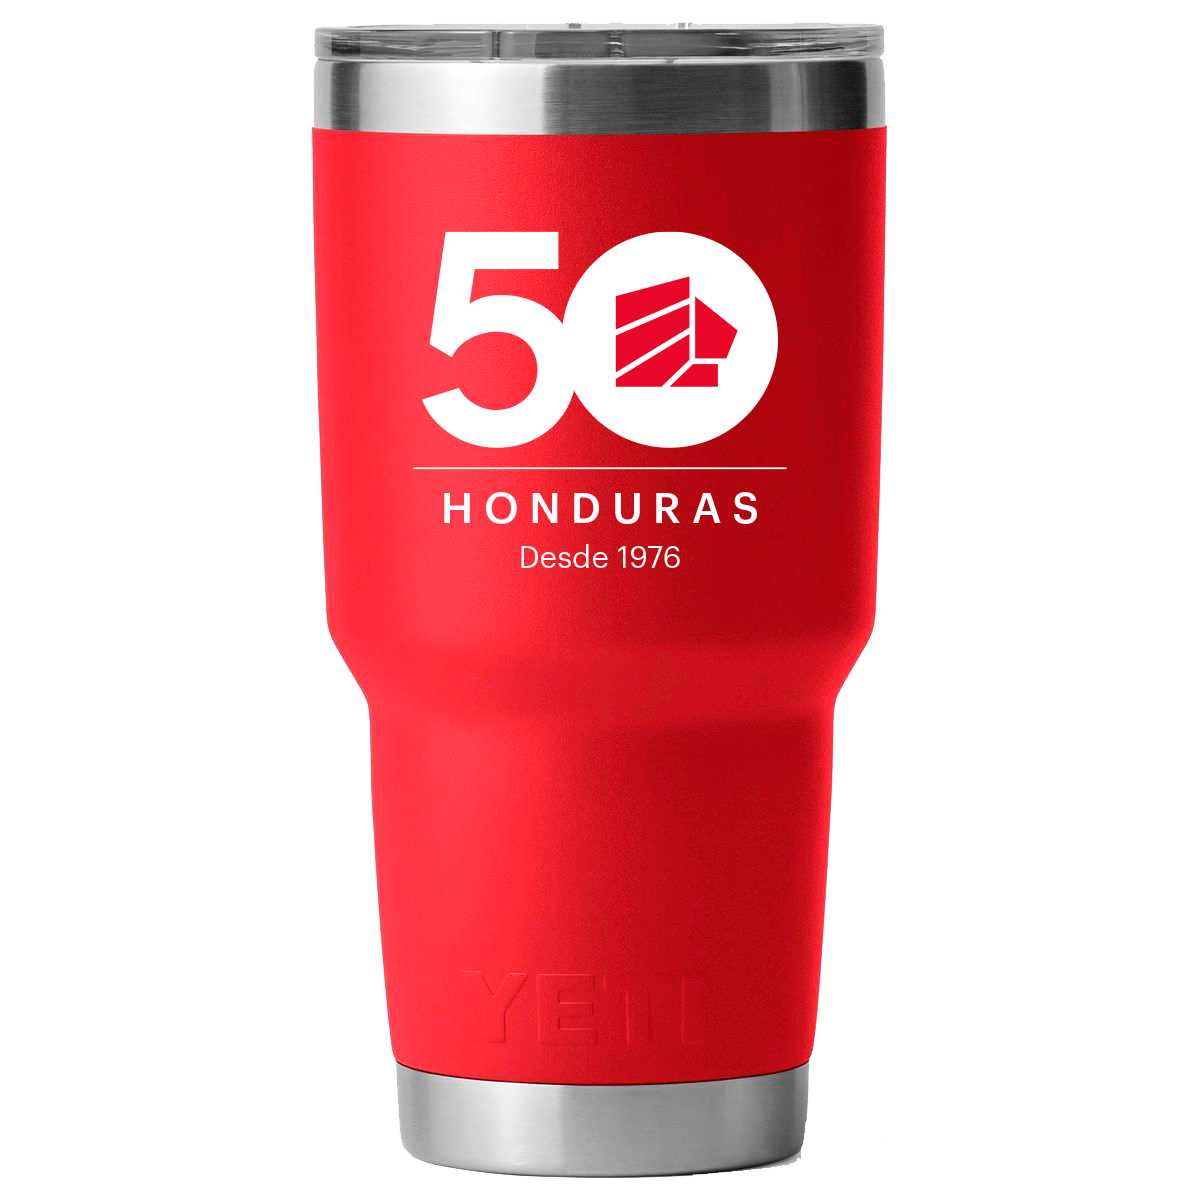 50
HONDURAS
Desde 1976
YETI